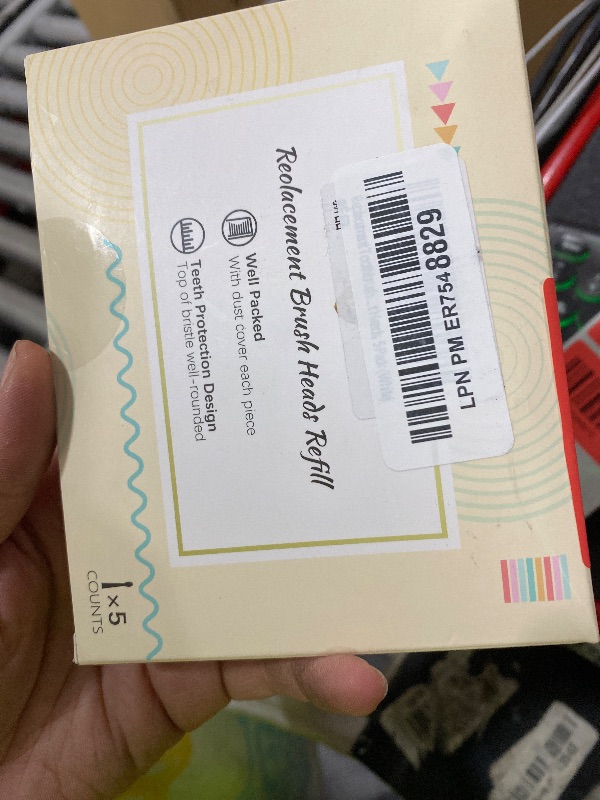 Reolacement Brush Heads Refill
Well Packed
With dust cover each piece
Teeth Protection Design
Top of bristle well-rounded
x 5
COUNTS
LPN PM ER7548829